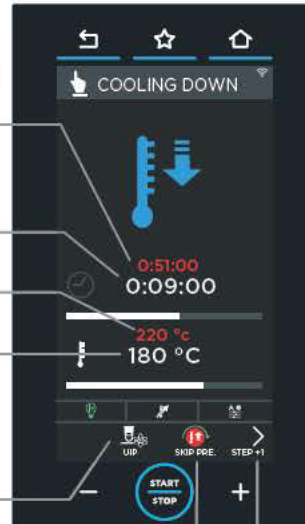 COOLING DOWN
0:51:00
0:09:00
220 °c
180 °C
UIP
SKIP PRE.
STEP +1
− START STOP +